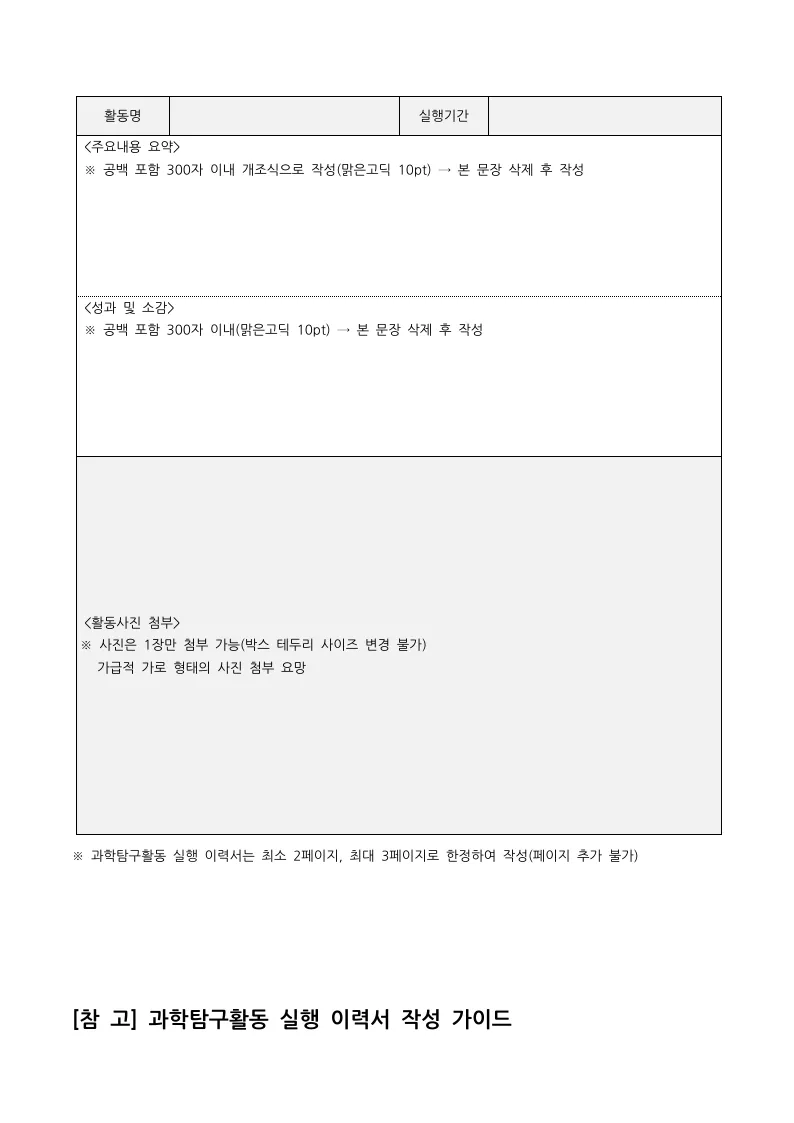 활동명 실행기간
<주요내용 요약>
※ 공백 포함 300자 이내 개조식으로 작성(맑은고딕 10pt) → 본 문장 삭제 후 작성
<성과 및 소감>
※ 공백 포함 300자 이내(맑은고딕 10pt) → 본 문장 삭제 후 작성
<활동사진 첨부>
※ 사진은 1장만 첨부 가능(박스 테두리 사이즈 변경 불가)
가급적 가로 형태의 사진 첨부 요망
※ 과학탐구활동 실행 이력서는 최소 2페이지, 최대 3페이지로 한정하여 작성(페이지 추가 불가)
[참 고] 과학탐구활동 실행 이력서 작성 가이드